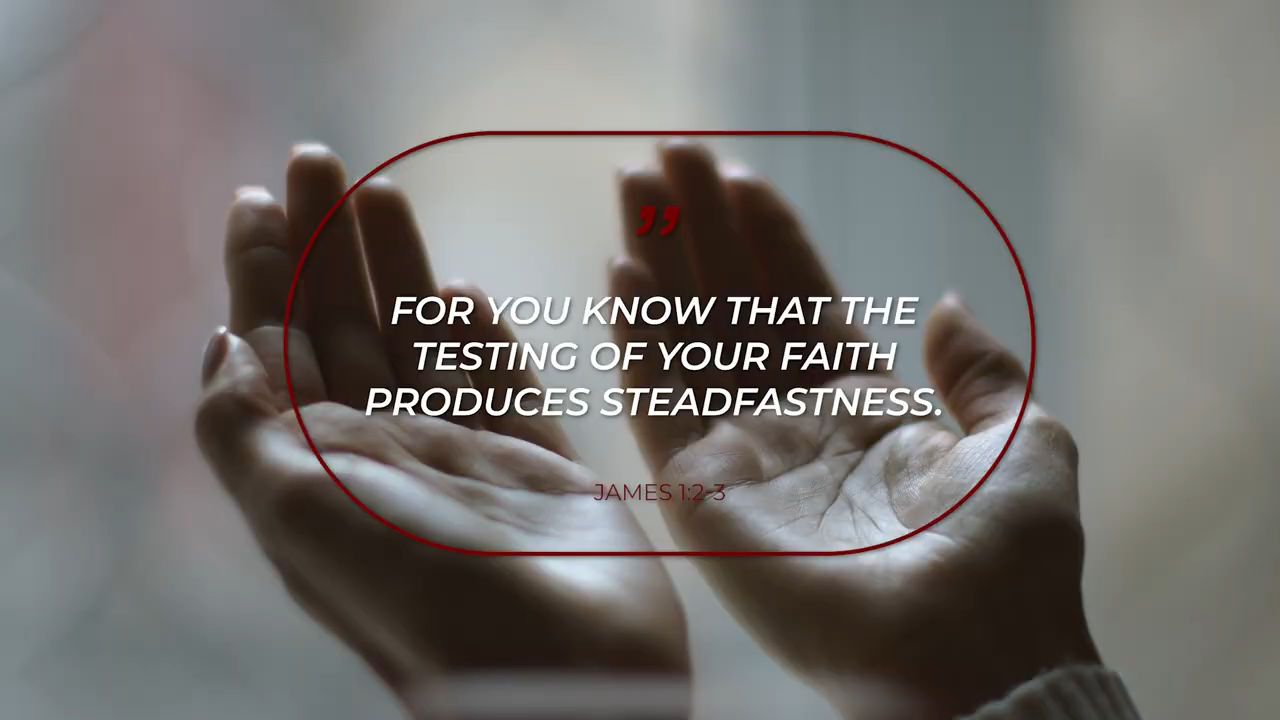 ”
FOR YOU KNOW THAT THE
TESTING OF YOUR FAITH
PRODUCES STEADFASTNESS.
JAMES 1:2-3